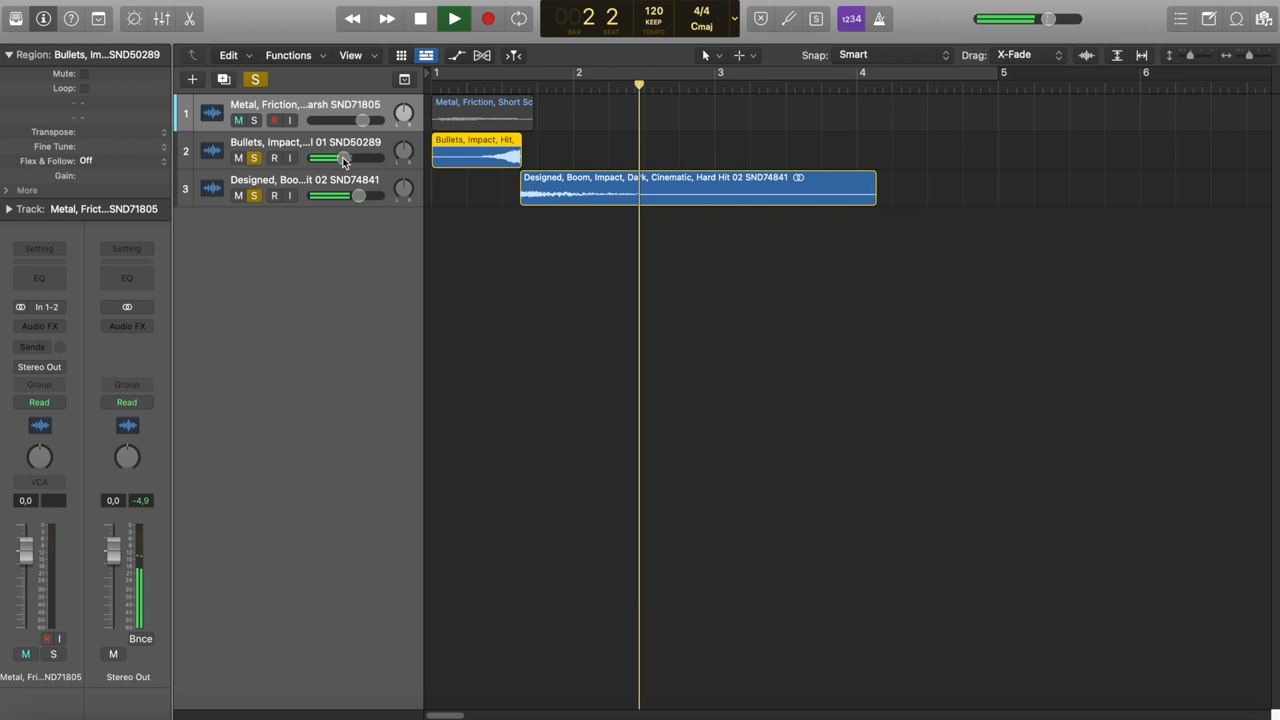 2 2
BAR BEAT
120
KEEP
TEMPO
4/4
Cmaj
1234
S
Region: Bullets, Im...SND50289
Mute:
Loop:
Transpose:
Fine Tune:
Flex & Follow: Off
Gain:
More
Track: Metal, Frict...SND71805
Edit Functions View
Snap: Smart Drag: X-Fade
S
1 2 3 4 5 6
1 Metal, Friction,...arsh SND71805
M S R I L R
2 Bullets, Impact,...l 01 SND50289
M S R I L R
3 Designed, Boo...it 02 SND74841
M S R I L R
Metal, Friction, Short Sc
Bullets, Impact, Hit,
Designed, Boom, Impact, Dark, Cinematic, Hard Hit 02 SND74841
Setting Setting
EQ EQ
In 1-2
Audio FX Audio FX
Sends
Stereo Out
Group Group
Read Read
VCA
0,0 0,0 -4,9
R I Bnce
M S M
Metal, Fri...ND71805 Stereo Out